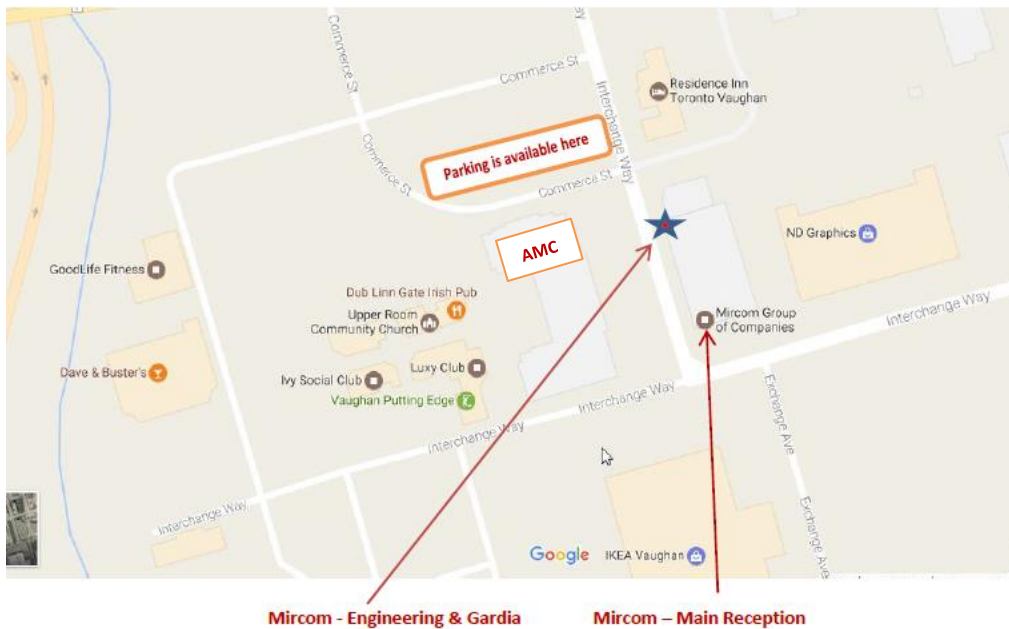 Commerce St
Commerce St
Interchange Way
Residence Inn
Toronto Vaughan
Parking is available here
Commerce St
Commerce St
AMC
ND Graphics
GoodLife Fitness
Dub Linn Gate Irish Pub
Upper Room
Community Church
Mircom Group
of Companies
Interchange Way
Dave & Buster's
Ivy Social Club
Luxy Club
Vaughan Putting Edge
Interchange Way
Interchange Way
Exchange Ave
Interchange Way
Exchange Ave
Google
IKEA Vaughan
Mircom - Engineering & Gardia
Mircom – Main Reception